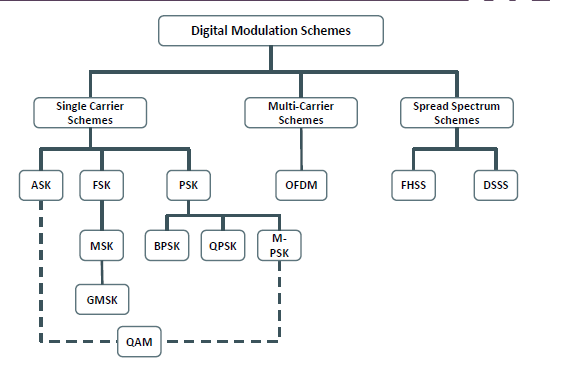 Digital Modulation Schemes
Single Carrier
Schemes
Multi-Carrier
Schemes
Spread Spectrum
Schemes
ASK
FSK
PSK
OFDM
FHSS
DSSS
MSK
BPSK
QPSK
M-
PSK
GMSK
QAM